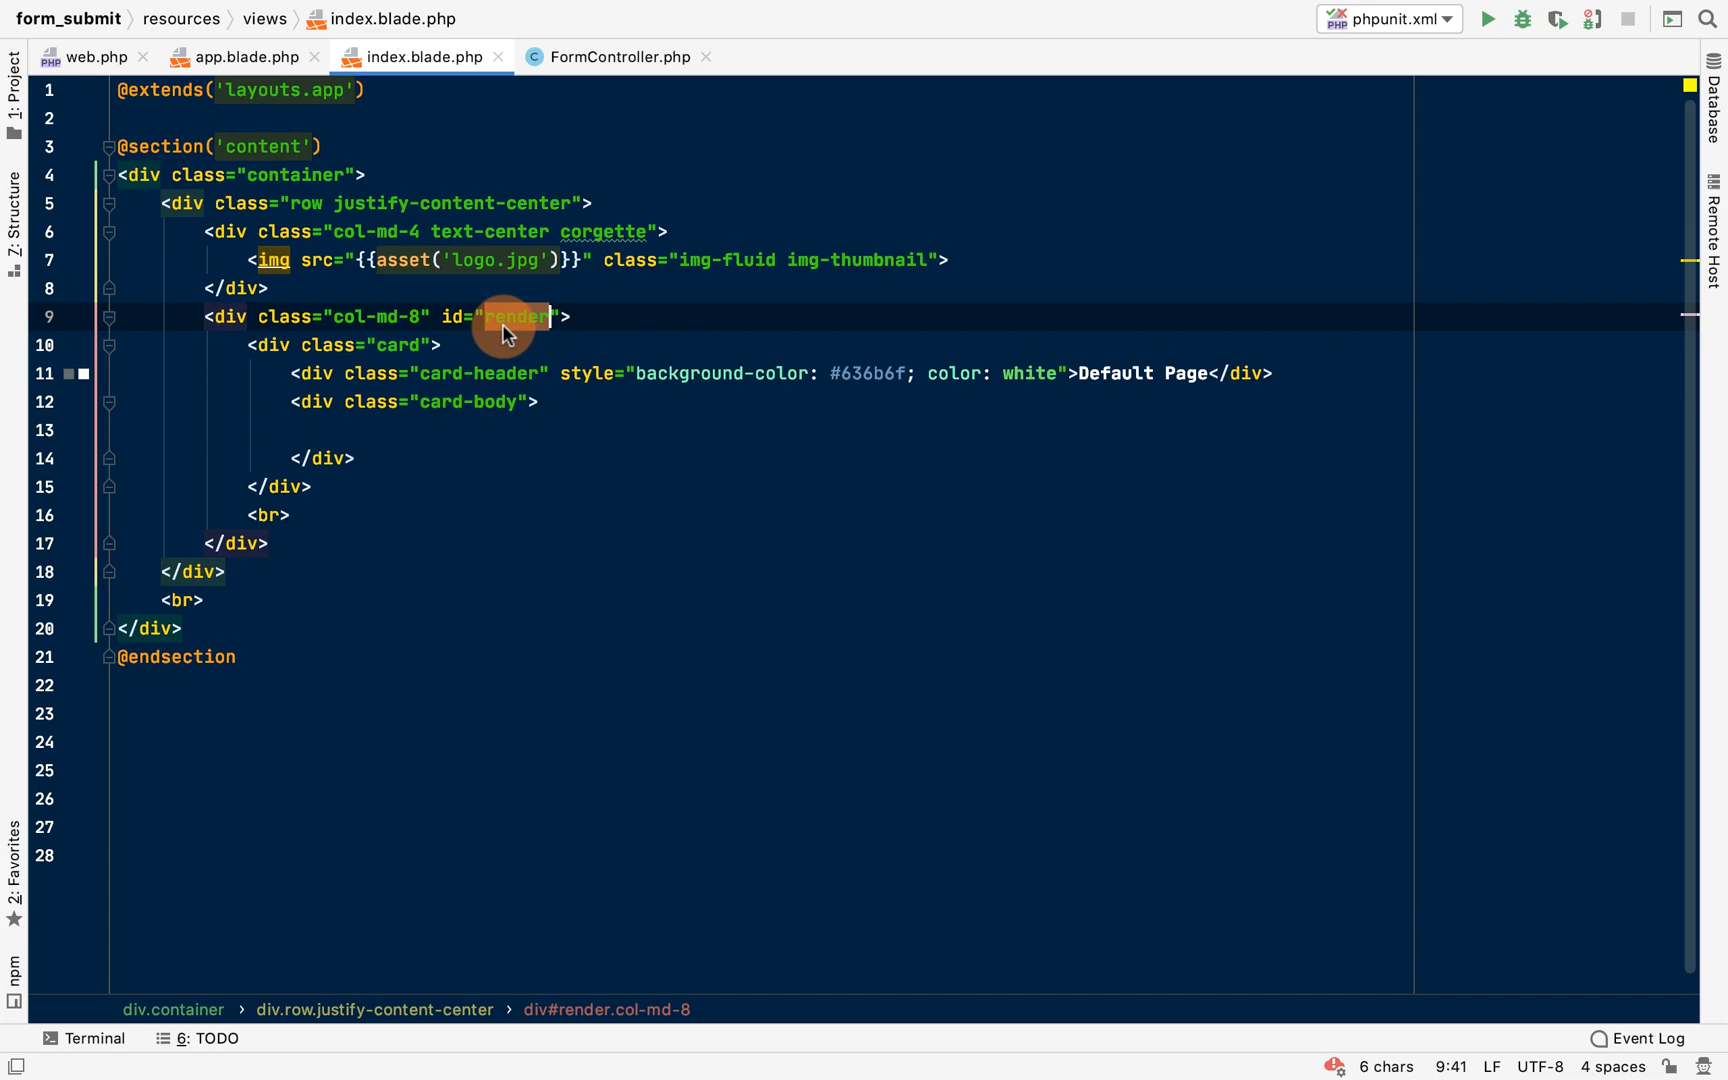 form_submit resources views index.blade.php phpunit.xml
web.php app.blade.php index.blade.php FormController.php
1 @extends('layouts.app')
2
3 @section('content')
4 <div class="container">
5 <div class="row justify-content-center">
6 <div class="col-md-4 text-center corgette">
7 <img src="{{asset('logo.jpg')}}" class="img-fluid img-thumbnail">
8 </div>
9 <div class="col-md-8" id="render">
10 <div class="card">
11 <div class="card-header" style="background-color: #636b6f; color: white">Default Page</div>
12 <div class="card-body">
13
14 </div>
15 </div>
16 <br>
17 </div>
18 </div>
19 <br>
20 </div>
21 @endsection
22
23
24
25
26
27
28
1: Project
7: Structure
2: Favorites
npm
Database
Remote Host
div.container › div.row.justify-content-center › div#render.col-md-8
Terminal 6: TODO Event Log
6 chars 9:41 LF UTF-8 4 spaces